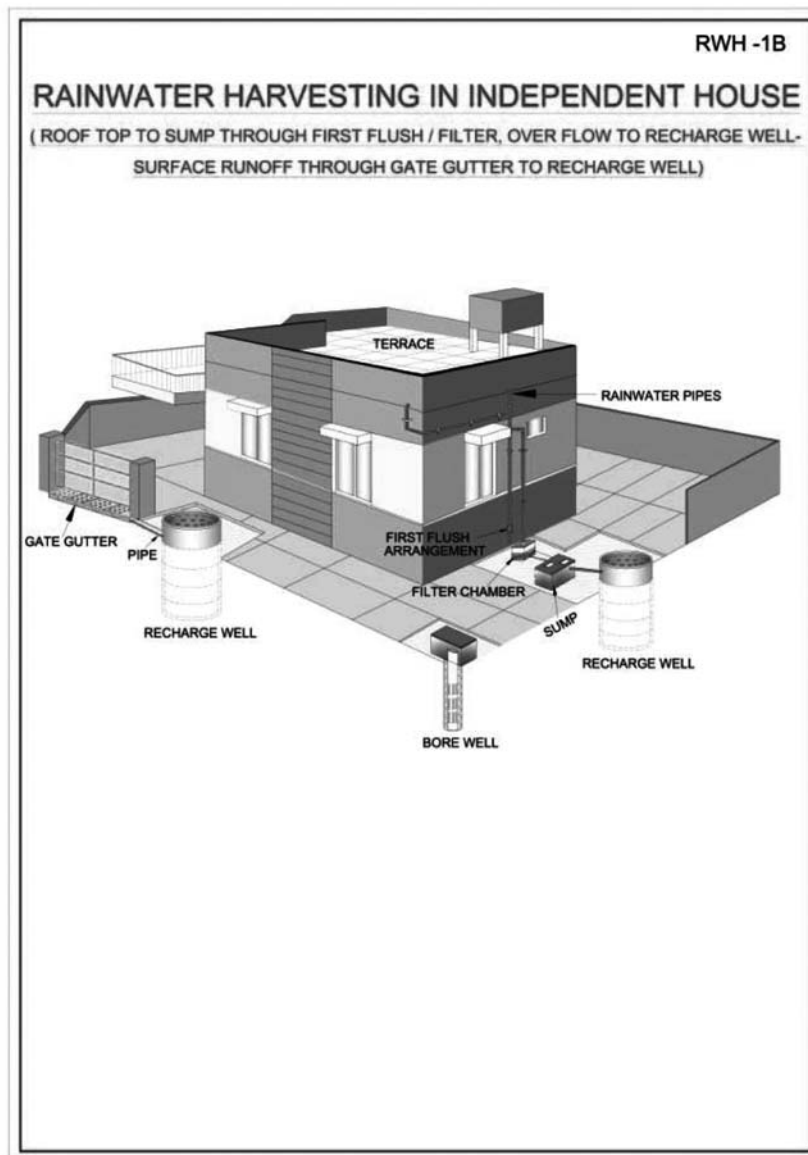 RWH -1B
RAINWATER HARVESTING IN INDEPENDENT HOUSE
( ROOF TOP TO SUMP THROUGH FIRST FLUSH / FILTER, OVER FLOW TO RECHARGE WELL-
SURFACE RUNOFF THROUGH GATE GUTTER TO RECHARGE WELL)
TERRACE
RAINWATER PIPES
GATE GUTTER
PIPE
FIRST FLUSH
ARRANGEMENT
FILTER CHAMBER
SUMP
RECHARGE WELL
RECHARGE WELL
BORE WELL